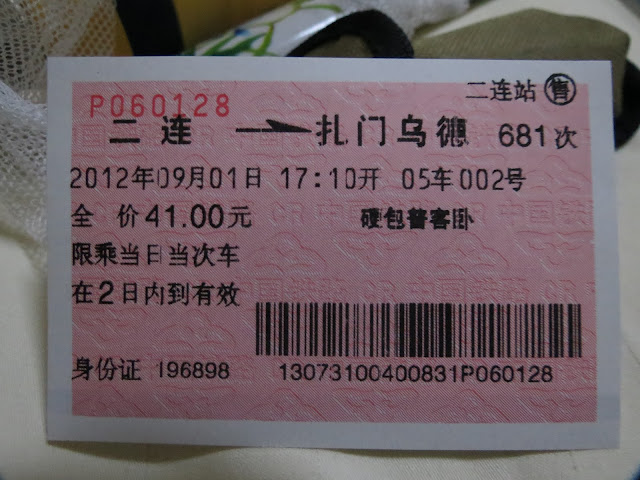 P060128
二连站 售
二 连 → 扎门乌德 681次
2012年09月01日 17:10开 05车002号
全 价41.00元 硬包普客卧
限乘当日当次车
在2日内到有效
身份证 196898 13073100400831P060128